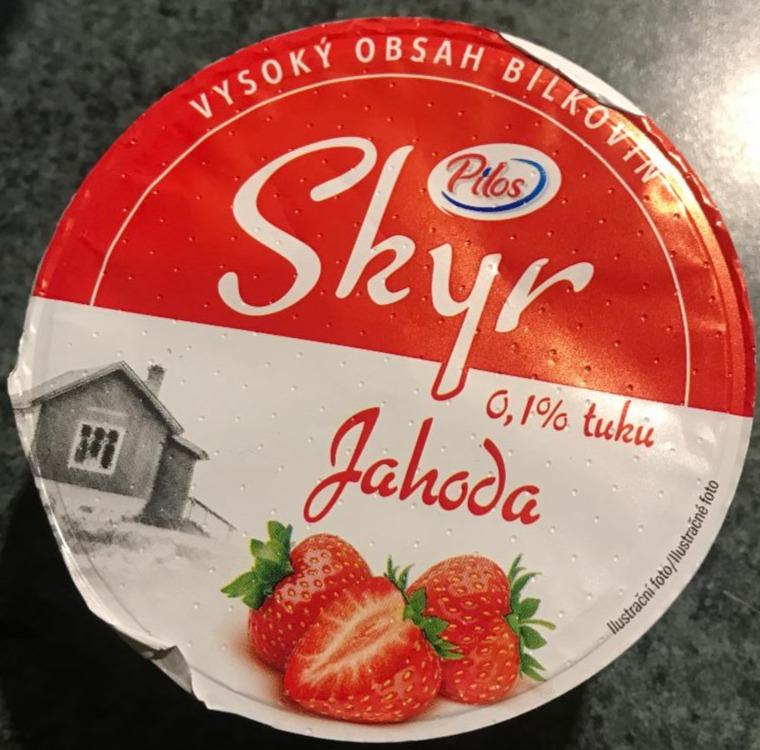 VYSOKÝ OBSAH BÍLKOVIN
Pilos
Skyr
0,1% tuku
Jahoda
Ilustrační foto/Ilustračné foto